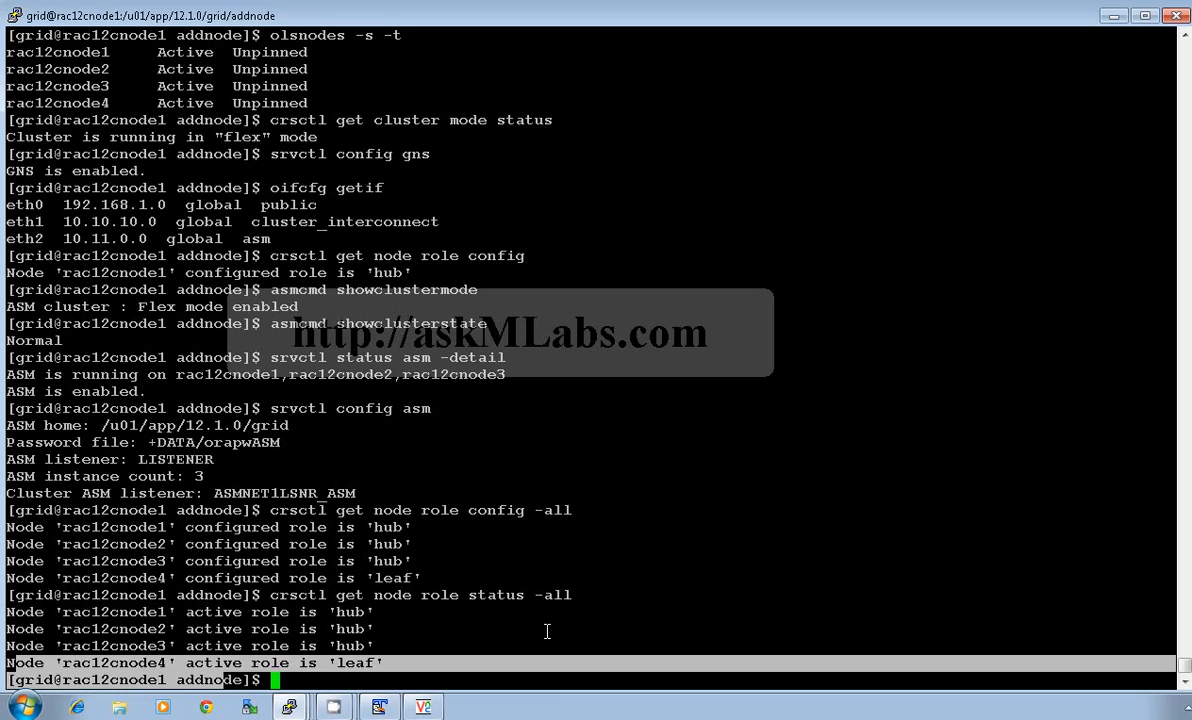 grid@rac12cnode1:/u01/app/12.1.0/grid/addnode
[grid@rac12cnode1 addnode]$ olsnodes -s -t
rac12cnode1     Active  Unpinned
rac12cnode2     Active  Unpinned
rac12cnode3     Active  Unpinned
rac12cnode4     Active  Unpinned
[grid@rac12cnode1 addnode]$ crsctl get cluster mode status
Cluster is running in "flex" mode
[grid@rac12cnode1 addnode]$ srvctl config gns
GNS is enabled.
[grid@rac12cnode1 addnode]$ oifcfg getif
eth0  192.168.1.0  global  public
eth1  10.10.10.0  global  cluster_interconnect
eth2  10.11.0.0  global  asm
[grid@rac12cnode1 addnode]$ crsctl get node role config
Node 'rac12cnode1' configured role is 'hub'
[grid@rac12cnode1 addnode]$ asmcmd showclustermode
ASM cluster : Flex mode enabled
[grid@rac12cnode1 addnode]$ asmcmd showclusterstate
http://askMLabs.com
Normal
[grid@rac12cnode1 addnode]$ srvctl status asm -detail
ASM is running on rac12cnode1,rac12cnode2,rac12cnode3
ASM is enabled.
[grid@rac12cnode1 addnode]$ srvctl config asm
ASM home: /u01/app/12.1.0/grid
Password file: +DATA/orapwASM
ASM listener: LISTENER
ASM instance count: 3
Cluster ASM listener: ASMNET1LSNR_ASM
[grid@rac12cnode1 addnode]$ crsctl get node role config -all
Node 'rac12cnode1' configured role is 'hub'
Node 'rac12cnode2' configured role is 'hub'
Node 'rac12cnode3' configured role is 'hub'
Node 'rac12cnode4' configured role is 'leaf'
[grid@rac12cnode1 addnode]$ crsctl get node role status -all
Node 'rac12cnode1' active role is 'hub'
Node 'rac12cnode2' active role is 'hub'
Node 'rac12cnode3' active role is 'hub'
Node 'rac12cnode4' active role is 'leaf'
[grid@rac12cnode1 addnode]$